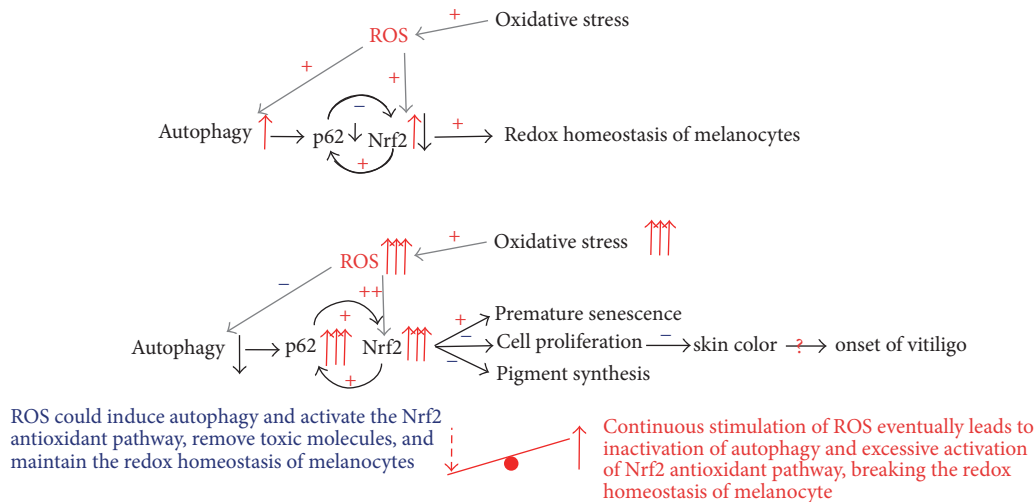 Oxidative stress
+
ROS
+
+
−
Autophagy
p62
Nrf2
+
Redox homeostasis of melanocytes
+
Oxidative stress
+
ROS
−
++
+
Premature senescence
+
Autophagy
p62
Nrf2
−
Cell proliferation
−
skin color
?
onset of vitiligo
+
−
Pigment synthesis
ROS could induce autophagy and activate the Nrf2
antioxidant pathway, remove toxic molecules, and
maintain the redox homeostasis of melanocytes
Continuous stimulation of ROS eventually leads to
inactivation of autophagy and excessive activation
of Nrf2 antioxidant pathway, breaking the redox
homeostasis of melanocyte